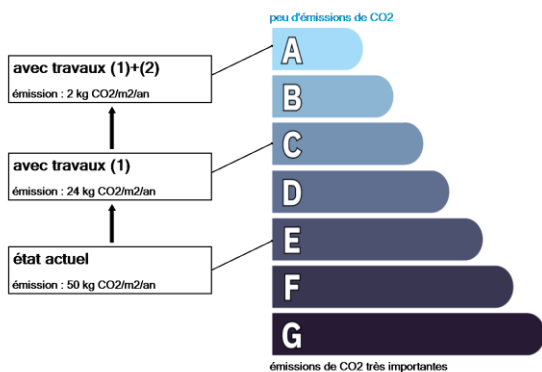 peu d'émissions de CO2
avec travaux (1)+(2)
émission : 2 kg CO2/m2/an
avec travaux (1)
émission : 24 kg CO2/m2/an
état actuel
émission : 50 kg CO2/m2/an
A
B
C
D
E
F
G
émissions de CO2 très importantes